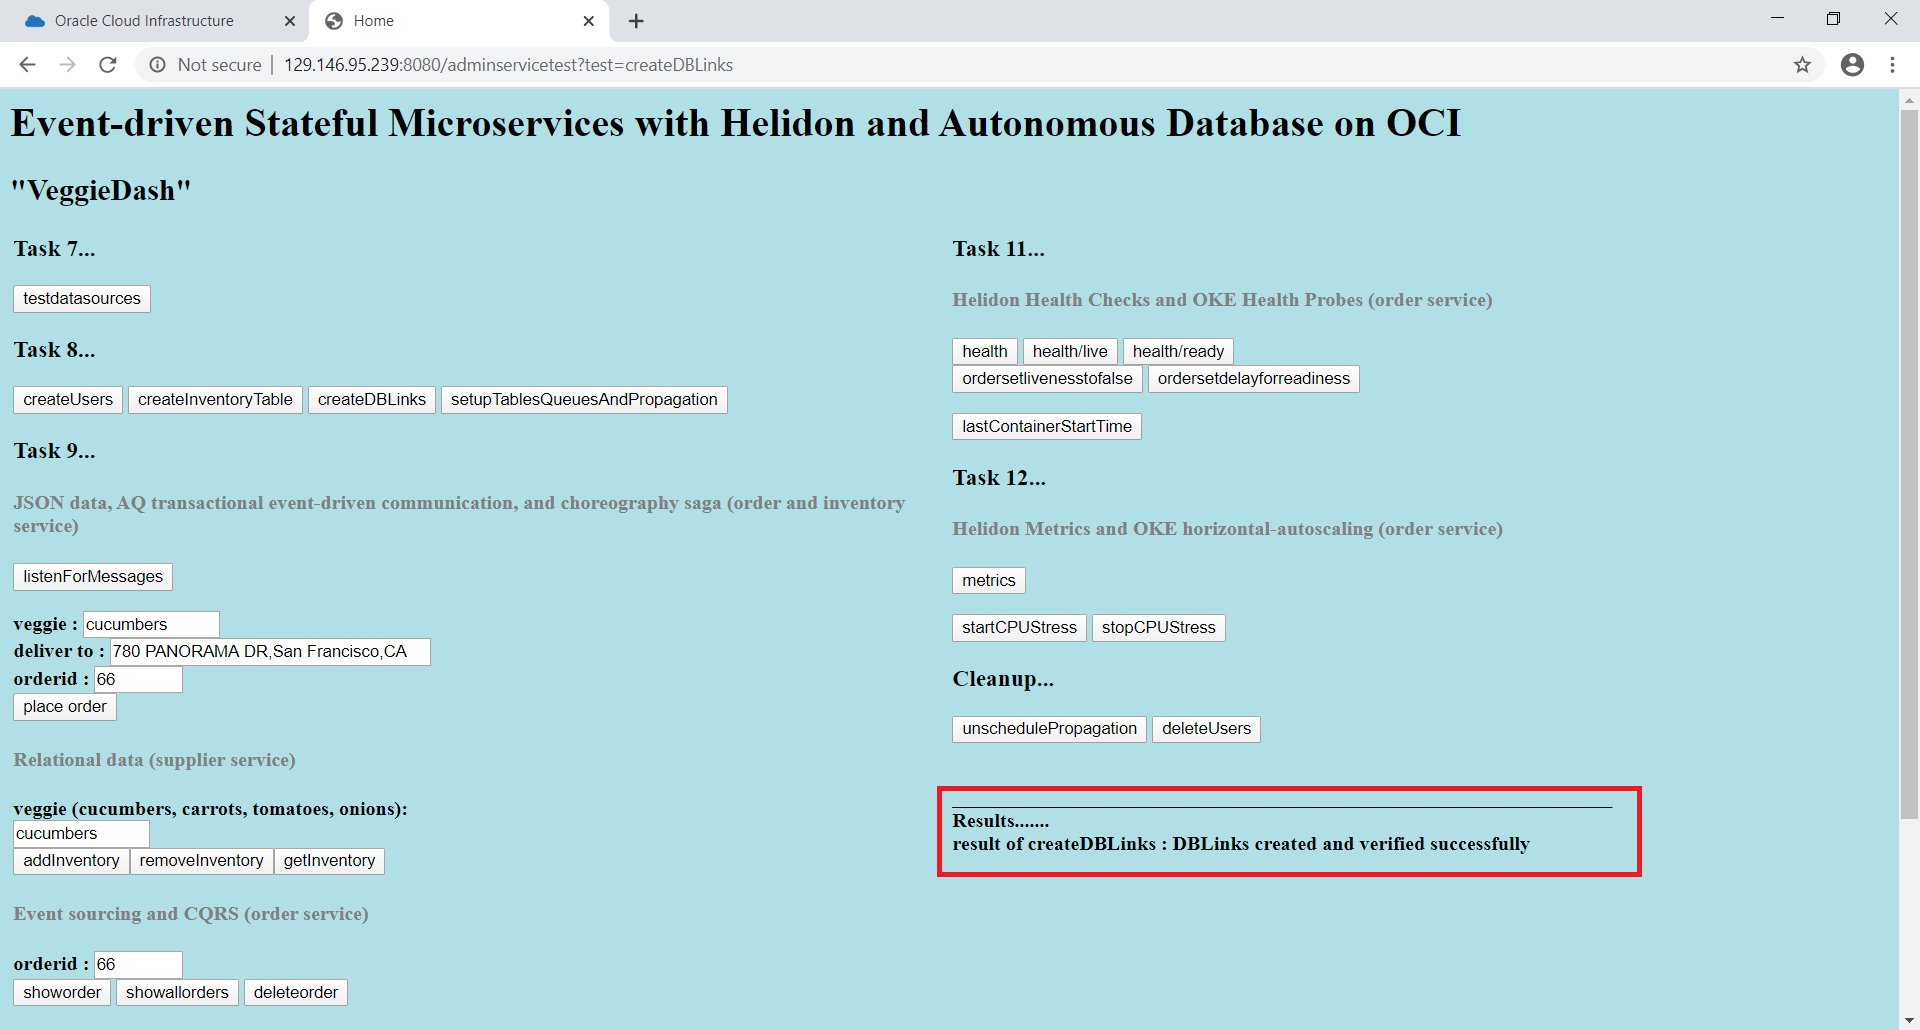 Oracle Cloud Infrastructure
Home
Not secure
129.146.95.239:8080/adminservicetest?test=createDBLinks
Event-driven Stateful Microservices with Helidon and Autonomous Database on OCI
"VeggieDash"
Task 7...
testdatasources
Task 8...
createUsers createInventoryTable createDBLinks setupTablesQueuesAndPropagation
Task 9...
JSON data, AQ transactional event-driven communication, and choreography saga (order and inventory
service)
listenForMessages
veggie : cucumbers
deliver to : 780 PANORAMA DR,San Francisco,CA
orderid : 66
place order
Relational data (supplier service)
veggie (cucumbers, carrots, tomatoes, onions):
cucumbers
addInventory removeInventory getInventory
Event sourcing and CQRS (order service)
orderid : 66
showorder showallorders deleteorder
Task 11...
Helidon Health Checks and OKE Health Probes (order service)
health health/live health/ready
ordersetlivenesstofalse ordersetdelayforreadiness
lastContainerStartTime
Task 12...
Helidon Metrics and OKE horizontal-autoscaling (order service)
metrics
startCPUStress stopCPUStress
Cleanup...
unschedulePropagation deleteUsers
Results.......
result of createDBLinks : DBLinks created and verified successfully